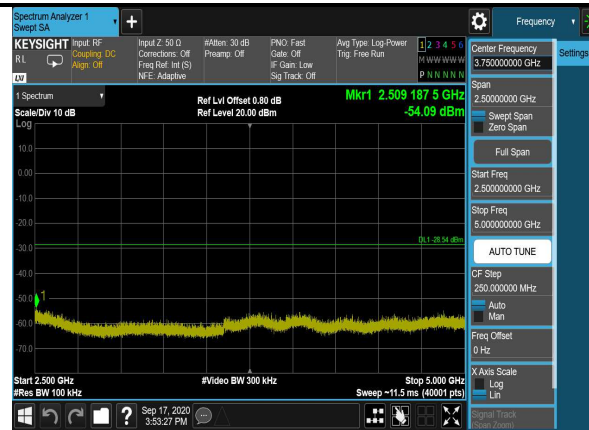 Spectrum Analyzer 1
Swept SA
Frequency
Settings
KEYSIGHT
RL
LXI
Input: RF
Coupling: DC
Align: Off
Input Z: 50 Ω
Corrections: Off
Freq Ref: Int (S)
NFE: Adaptive
#Atten: 30 dB
Preamp: Off
PNO: Fast
Gate: Off
IF Gain: Low
Sig Track: Off
Avg Type: Log-Power
Trig: Free Run
1 2 3 4 5 6
M W W W W W
P N N N N N
1 Spectrum
Scale/Div 10 dB
Ref Lvl Offset 0.80 dB
Ref Level 20.00 dBm
Mkr1 2.509 187 5 GHz
-54.09 dBm
Log
10.0
0.00
-10.0
-20.0
-30.0
-40.0
-50.0
-60.0
-70.0
DL1 -28.54 dBm
1
Start 2.500 GHz
#Res BW 100 kHz
#Video BW 300 kHz
Stop 5.000 GHz
Sweep ~11.5 ms (40001 pts)
Sep 17, 2020
3:53:27 PM
Center Frequency
3.750000000 GHz
Span
2.50000000 GHz
Swept Span
Zero Span
Full Span
Start Freq
2.500000000 GHz
Stop Freq
5.000000000 GHz
AUTO TUNE
CF Step
250.000000 MHz
Auto
Man
Freq Offset
0 Hz
X Axis Scale
Log
Lin
Signal Track
(Span Zoom)